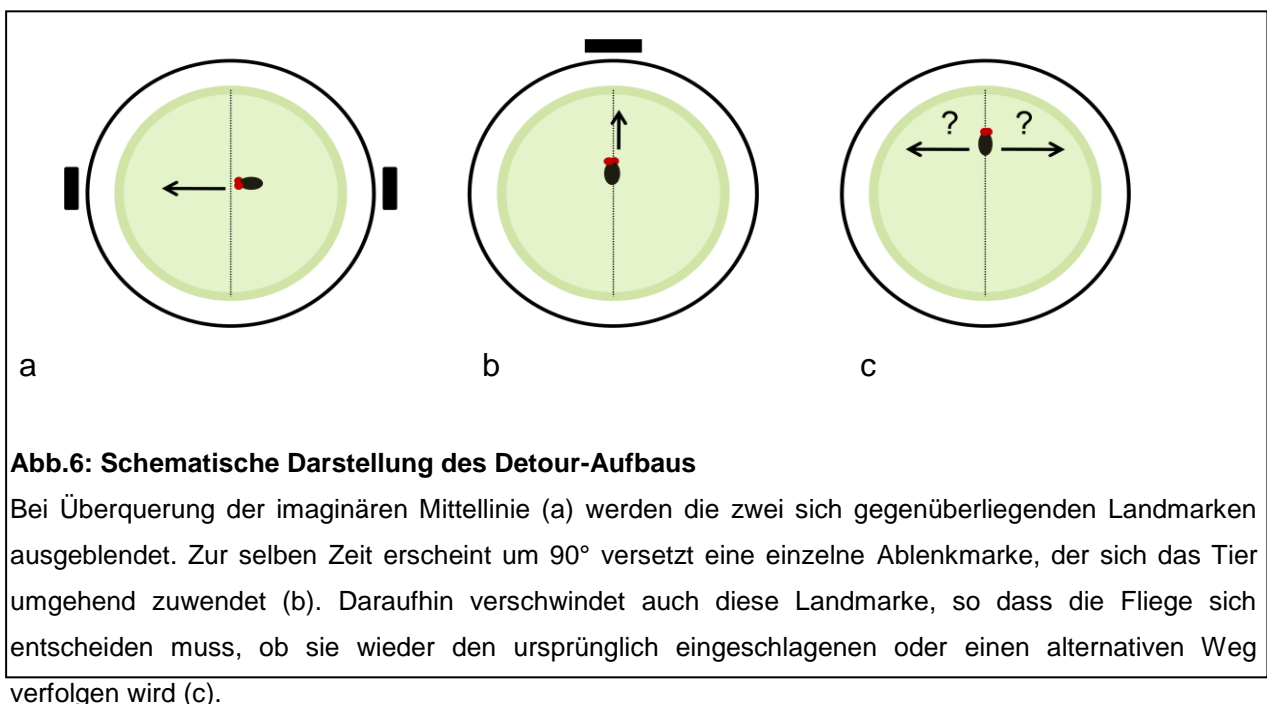 ? ?
a b c
Abb.6: Schematische Darstellung des Detour-Aufbaus
Bei Überquerung der imaginären Mittellinie (a) werden die zwei sich gegenüberliegenden Landmarken
ausgeblendet. Zur selben Zeit erscheint um 90° versetzt eine einzelne Ablenkmarke, der sich das Tier
umgehend zuwendet (b). Daraufhin verschwindet auch diese Landmarke, so dass die Fliege sich
entscheiden muss, ob sie wieder den ursprünglich eingeschlagenen oder einen alternativen Weg
verfolgen wird (c).